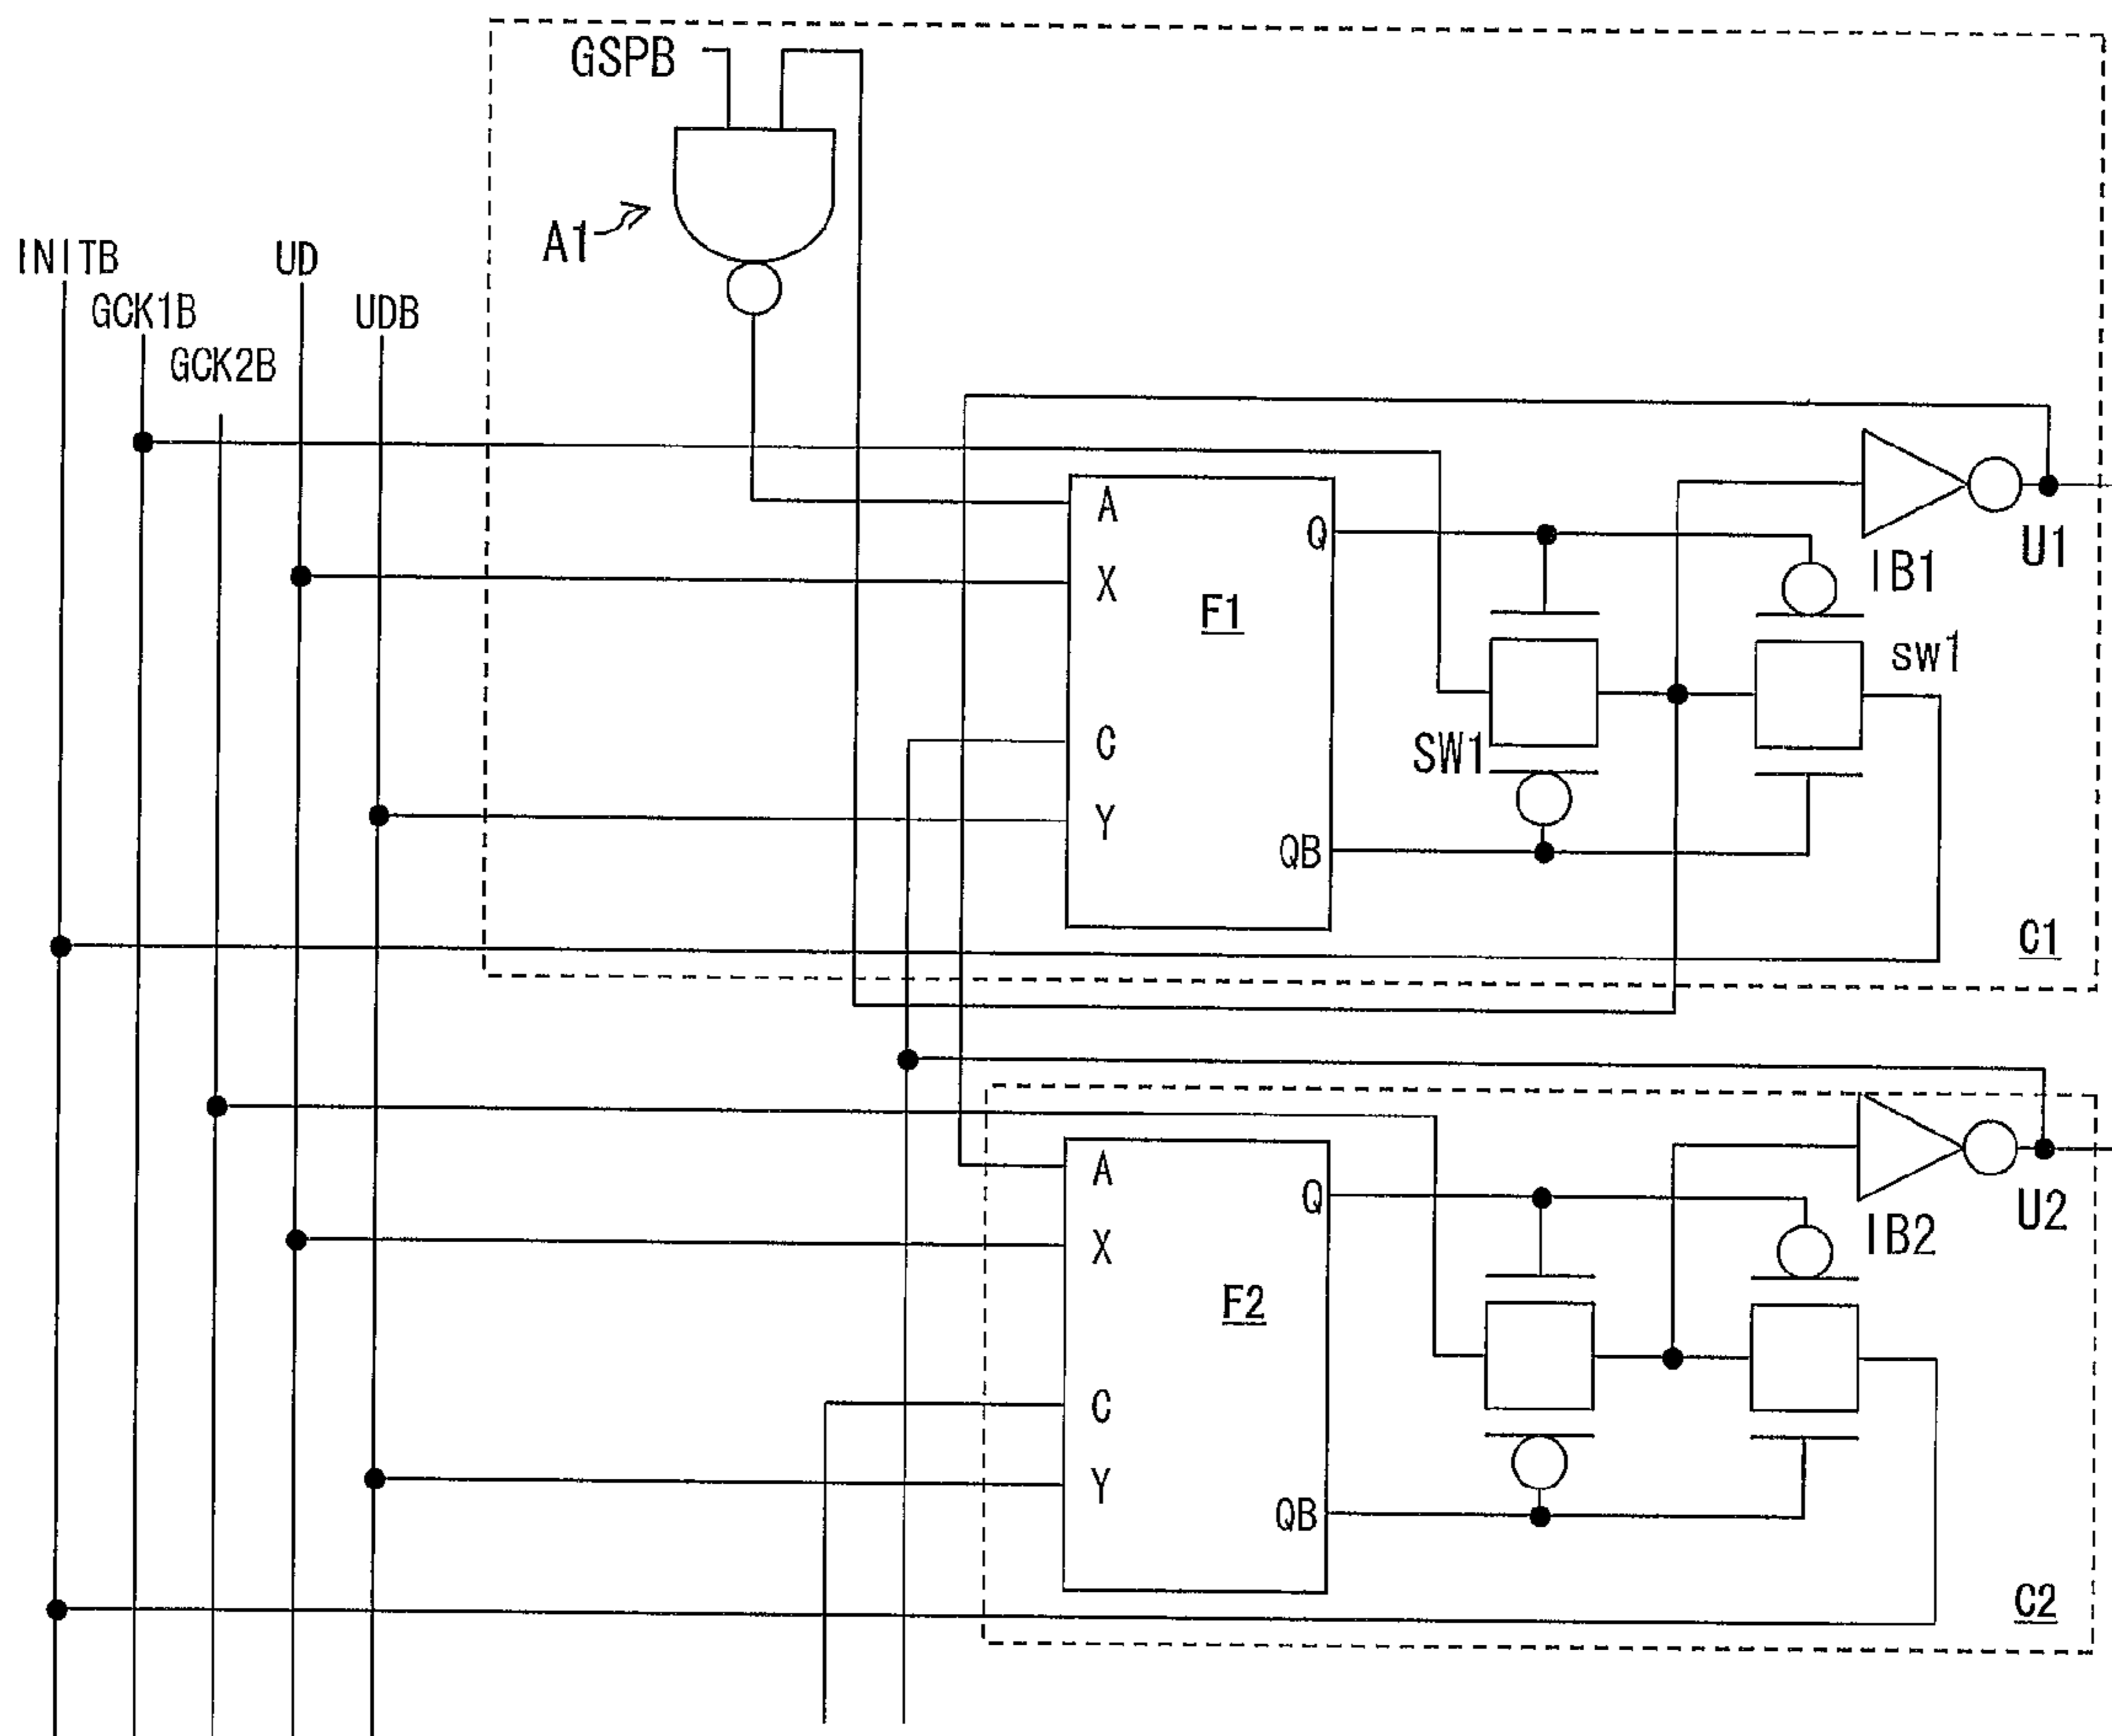 GSPB
A1
INITB
UD
GCK1B
UDB
GCK2B
A
Q
X
F1
IB1
U1
sw1
C
SW1
Y
QB
C1
A
Q
X
F2
IB2
U2
C
Y
QB
C2